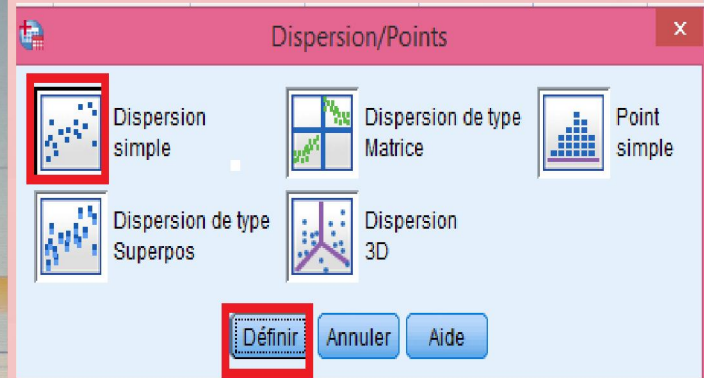 Dispersion/Points
x
Dispersion
simple
Dispersion de type
Matrice
Point
simple
Dispersion de type
Superpos
Dispersion
3D
Définir
Annuler
Aide